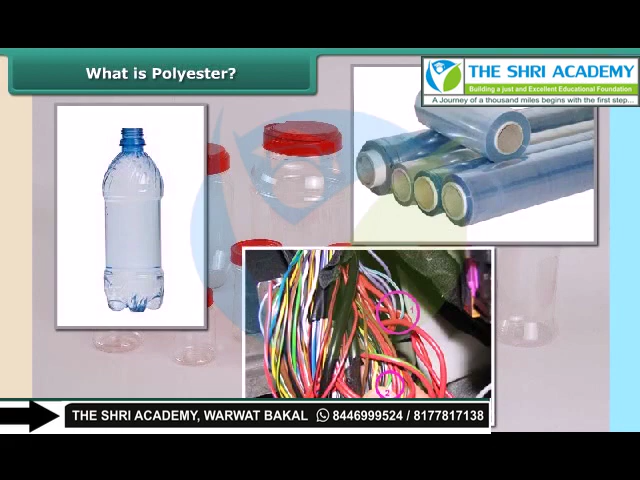 What is Polyester?
THE SHRI ACADEMY
Building a just and Excellent Educational Foundation
A Journey of a thousand miles begins with the first step...
2
THE SHRI ACADEMY, WARWAT BAKAL 8446999524 / 8177817138